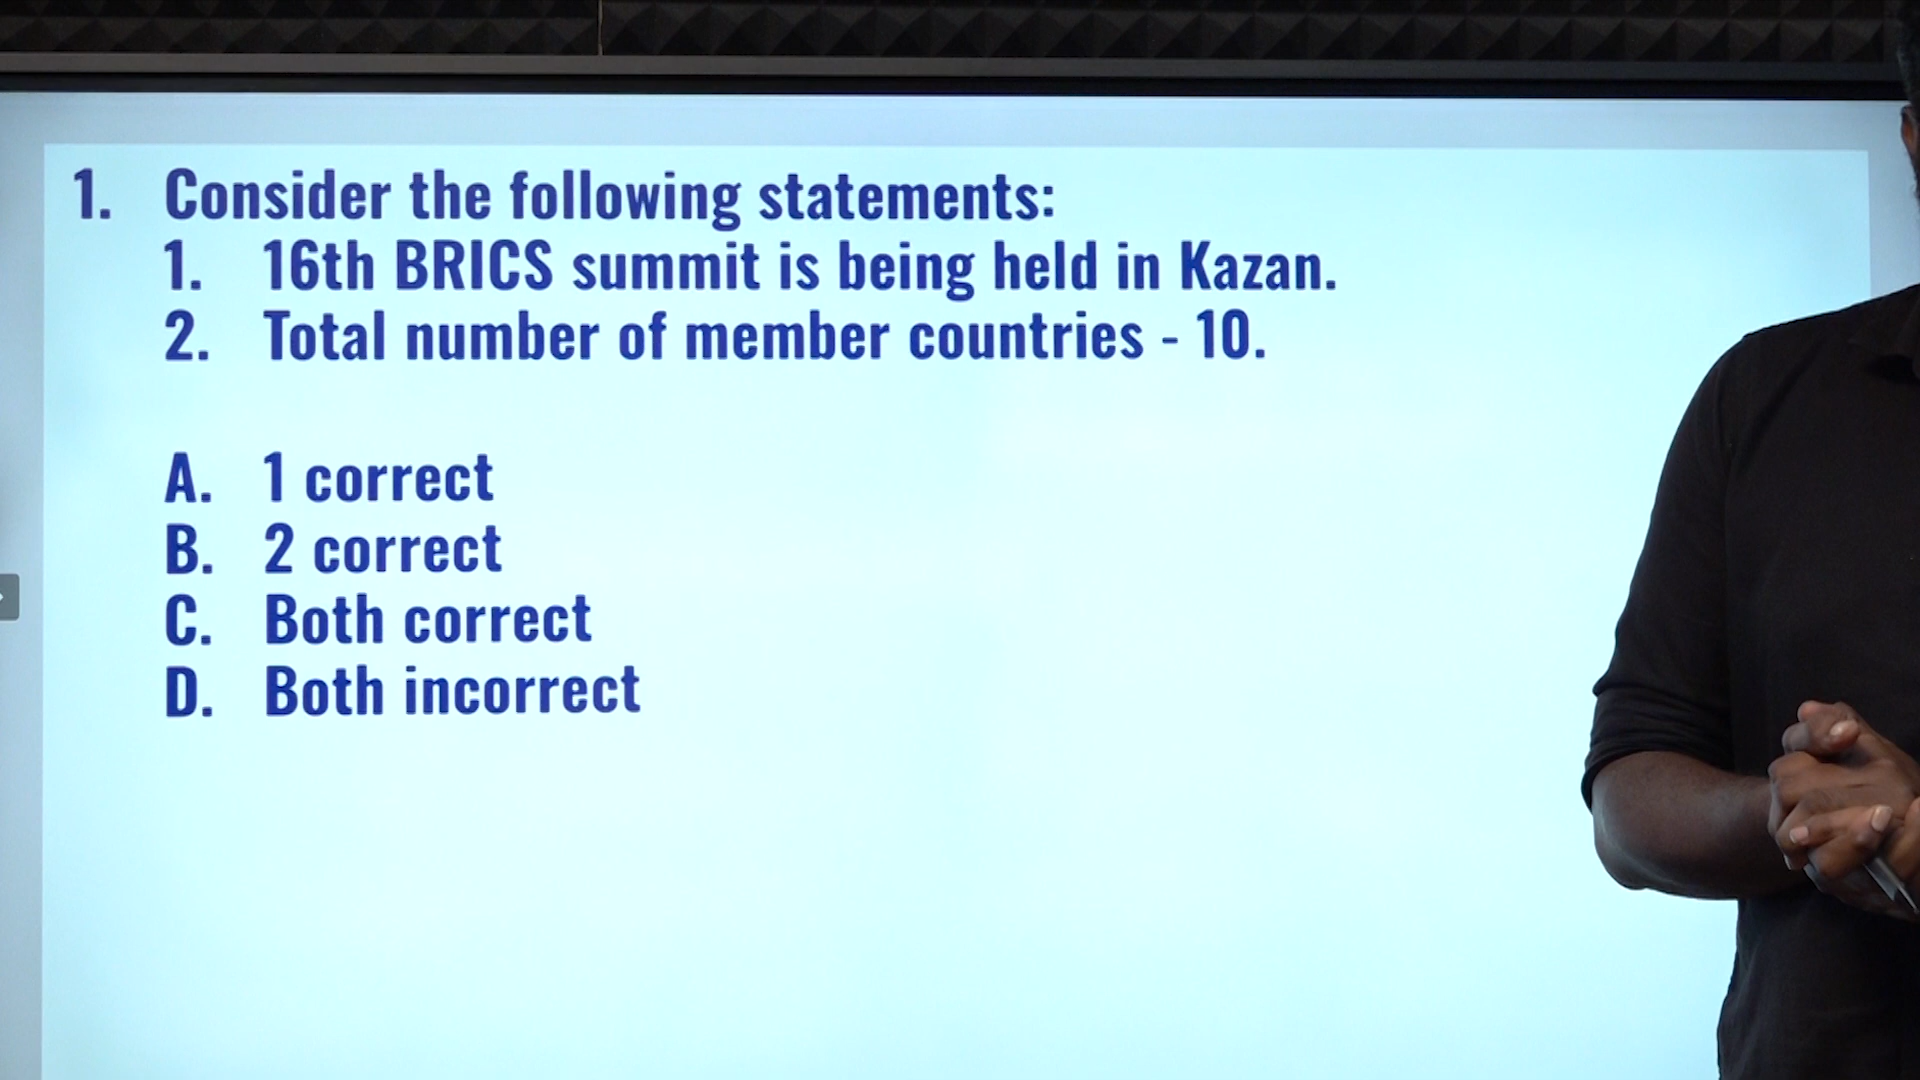 1. Consider the following statements:
1. 16th BRICS summit is being held in Kazan.
2. Total number of member countries - 10.
A. 1 correct
B. 2 correct
C. Both correct
D. Both incorrect